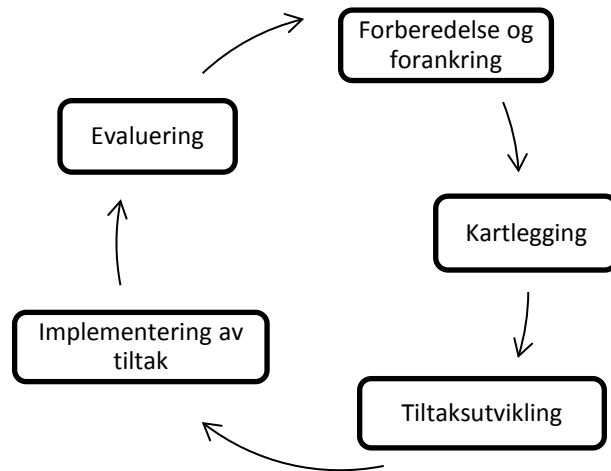 Forberedelse og
forankring
Evaluering
Kartlegging
Implementering av
tiltak
Tiltaksutvikling